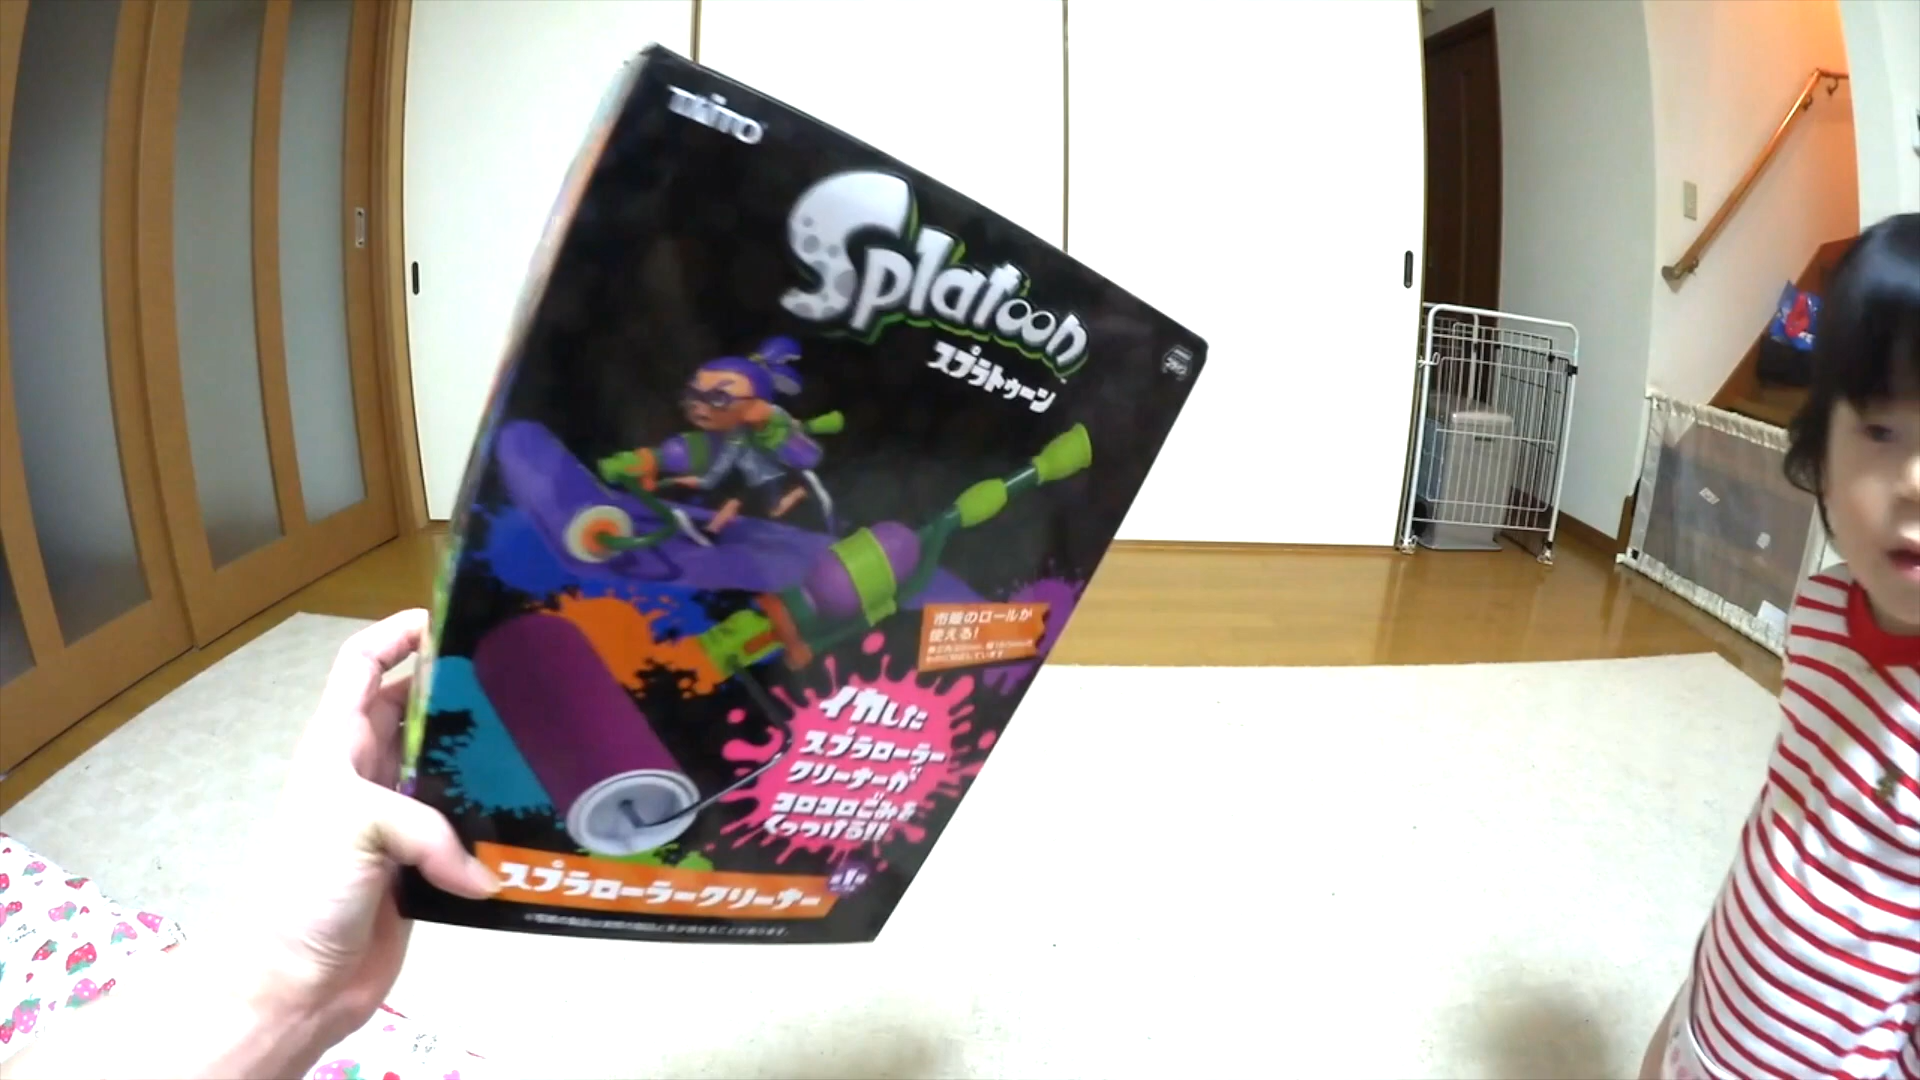 TAITO
Splatoon
スプラトゥーン
市販のロールが
使える!
イカした
スプラローラー
クリーナーが
コロコロごみを
くっつける!!
スプラローラークリーナー